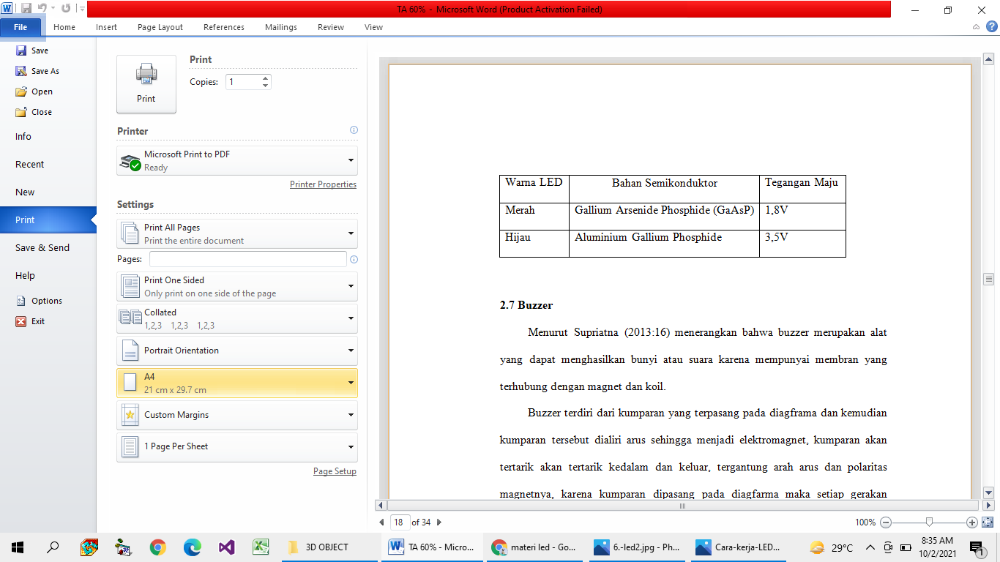 TA 60% - Microsoft Word (Product Activation Failed)
File Home Insert Page Layout References Mailings Review View
Save
Save As
Open
Close
Info
Recent
New
Print
Save & Send
Help
Options
Exit
Print
Print
Copies: 1
Printer
Microsoft Print to PDF
Ready
Printer Properties
Settings
Print All Pages
Print the entire document
Pages:
Print One Sided
Only print on one side of the page
Collated
1,2,3 1,2,3 1,2,3
Portrait Orientation
A4
21 cm x 29.7 cm
Custom Margins
1 Page Per Sheet
Page Setup
Warna LED Bahan Semikonduktor Tegangan Maju
Merah Gallium Arsenide Phosphide (GaAsP) 1,8V
Hijau Aluminium Gallium Phosphide 3,5V
2.7 Buzzer
Menurut Supriatna (2013:16) menerangkan bahwa buzzer merupakan alat
yang dapat menghasilkan bunyi atau suara karena mempunyai membran yang
terhubung dengan magnet dan koil.
Buzzer terdiri dari kumparan yang terpasang pada diagframa dan kemudian
kumparan tersebut dialiri arus sehingga menjadi elektromagnet, kumparan akan
tertarik akan tertarik kedalam dan keluar, tergantung arah arus dan polaritas
magnetnya, karena kumparan dipasang pada diagfarma maka setiap gerakan
18 of 34
100%
3D OBJECT
TA 60% - Micro...
materi led - Go...
6.-led2.jpg - Ph...
Cara-kerja-LED...
29°C
8:35 AM
10/2/2021
1